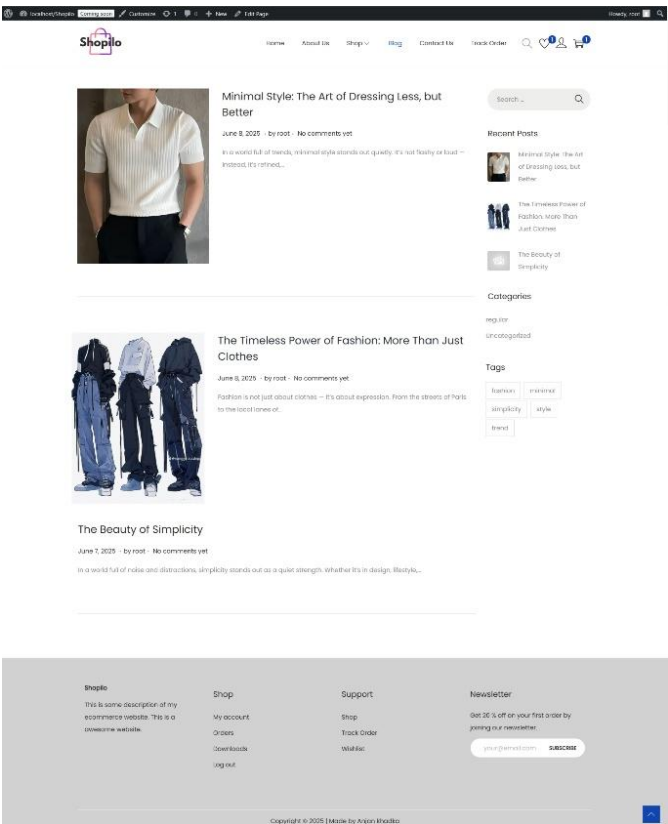 localhost/Shopilo Coming soon Customize 1 0 New Edit Page Howdy, root
Shopilo
Home About Us Shop Blog Contact Us Track Order 1 1
Minimal Style: The Art of Dressing Less, but
Better
June 8, 2025 - by root - No comments yet
In a world full of trends, minimal style stands out quietly. It's not flashy or loud —
instead, it's refined,...
The Timeless Power of Fashion: More Than Just
Clothes
June 8, 2025 - by root - No comments yet
Fashion is not just about clothes — it's about expression. From the streets of Paris
to the local lanes of...
The Beauty of Simplicity
June 7, 2025 - by root - No comments yet
In a world full of noise and distractions, simplicity stands out as a quiet strength. Whether it's in design, lifestyle,...
Search ...
Recent Posts
Minimal Style: The Art
of Dressing Less, but
Better
The Timeless Power of
Fashion: More Than
Just Clothes
The Beauty of
Simplicity
Categories
regular
Uncategorized
Tags
fashion minimal
simplicity style
trend
Shopilo
This is some description of my
ecommerce website. This is a
awesome website.
Shop
My account
Orders
Downloads
Log out
Support
Shop
Track Order
Wishlist
Newsletter
Get 20 % off on your first order by
joining our newsletter.
your@email.com SUBSCRIBE
Copyright © 2025 | Made by Anjan khadka